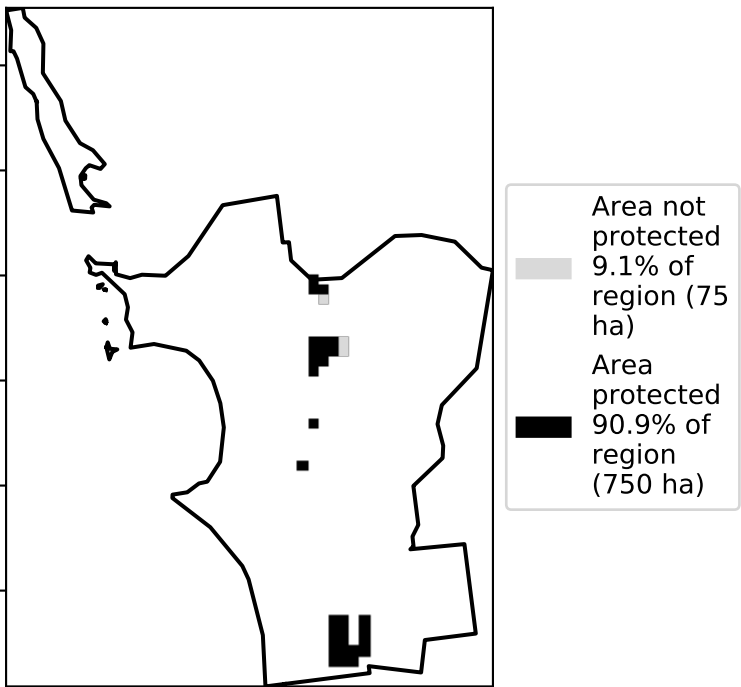 Area not
protected
9.1% of
region (75
ha)
Area
protected
90.9% of
region
(750 ha)